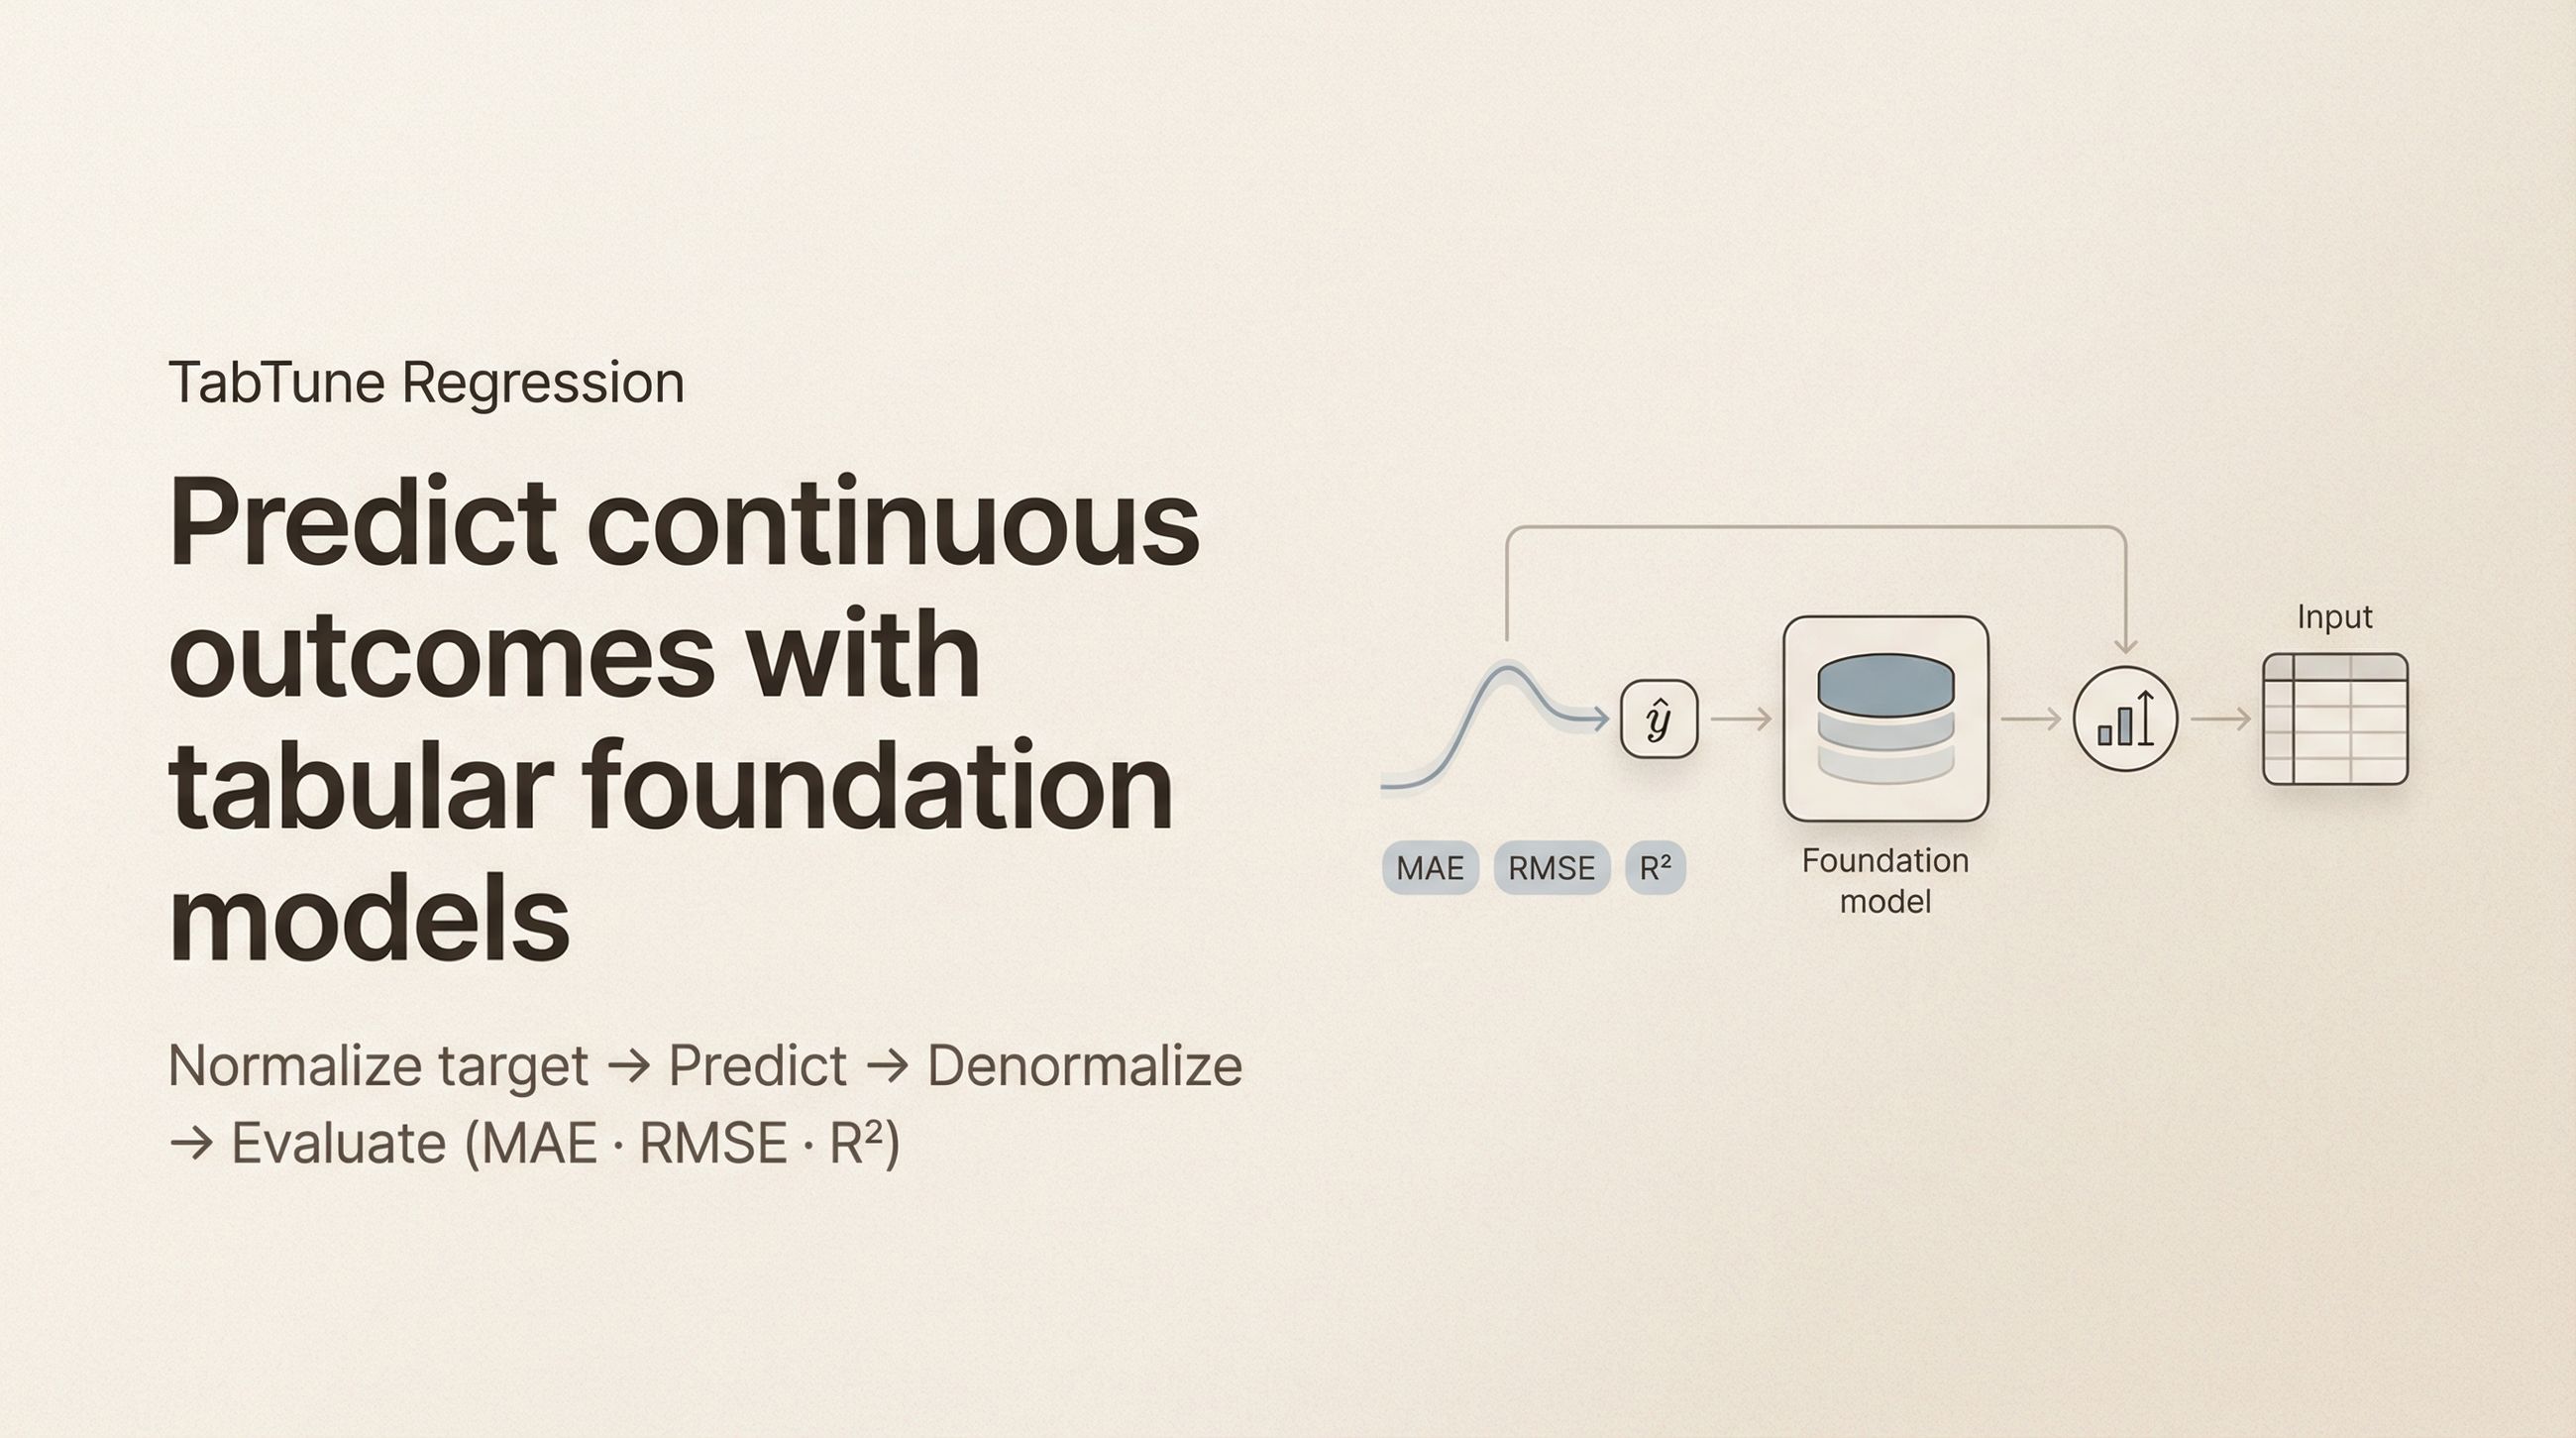 TabTune Regression
Predict continuous
outcomes with
tabular foundation
models
Normalize target → Predict → Denormalize
→ Evaluate (MAE · RMSE · R²)
Input
ŷ
MAE RMSE R²
Foundation
model